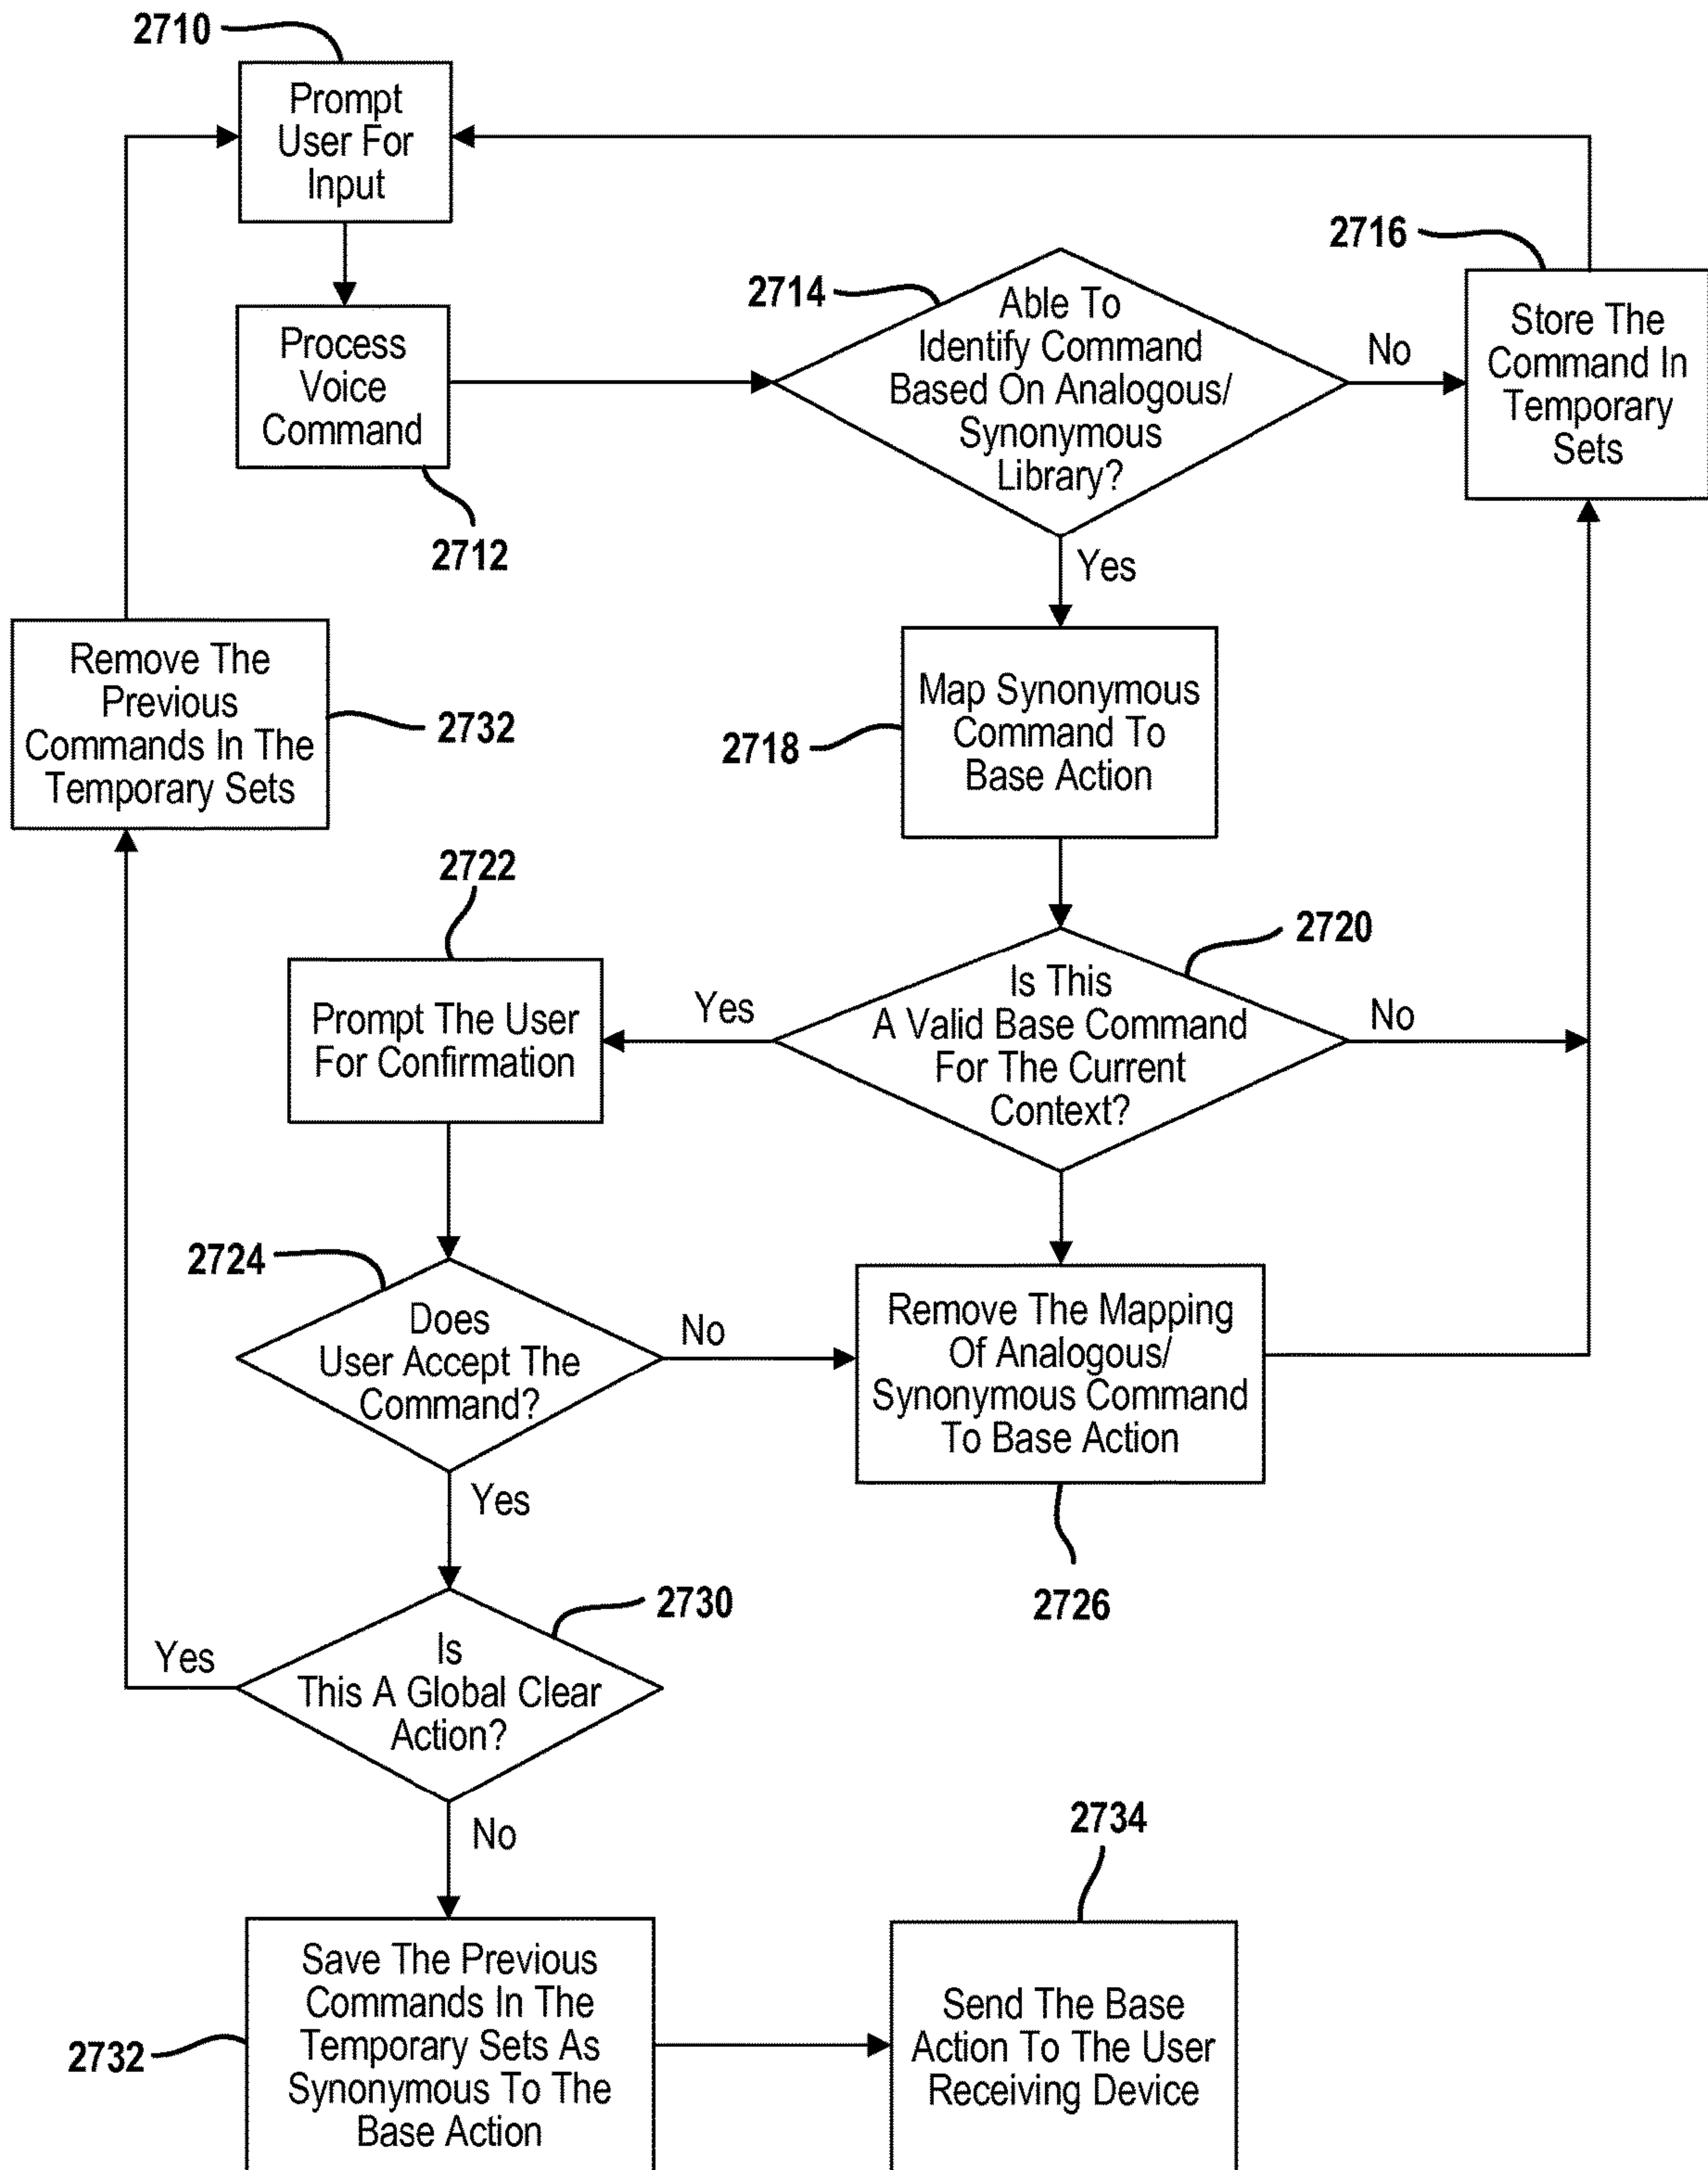 2710
Prompt
User For
Input
2716
2714
Able To
Identify Command
Based On Analogous/
Synonymous
Library?
No
Store The
Command In
Temporary
Sets
Process
Voice
Command
2712
Yes
Remove The
Previous
Commands In The
Temporary Sets
2732
Map Synonymous
Command To
Base Action
2718
2722
2720
Prompt The User
For Confirmation
Yes
Is This
A Valid Base Command
For The Current
Context?
No
2724
Does
User Accept The
Command?
No
Remove The Mapping
Of Analogous/
Synonymous Command
To Base Action
Yes
2726
2730
Yes
Is
This A Global Clear
Action?
No
2734
2732
Save The Previous
Commands In The
Temporary Sets As
Synonymous To The
Base Action
Send The Base
Action To The User
Receiving Device